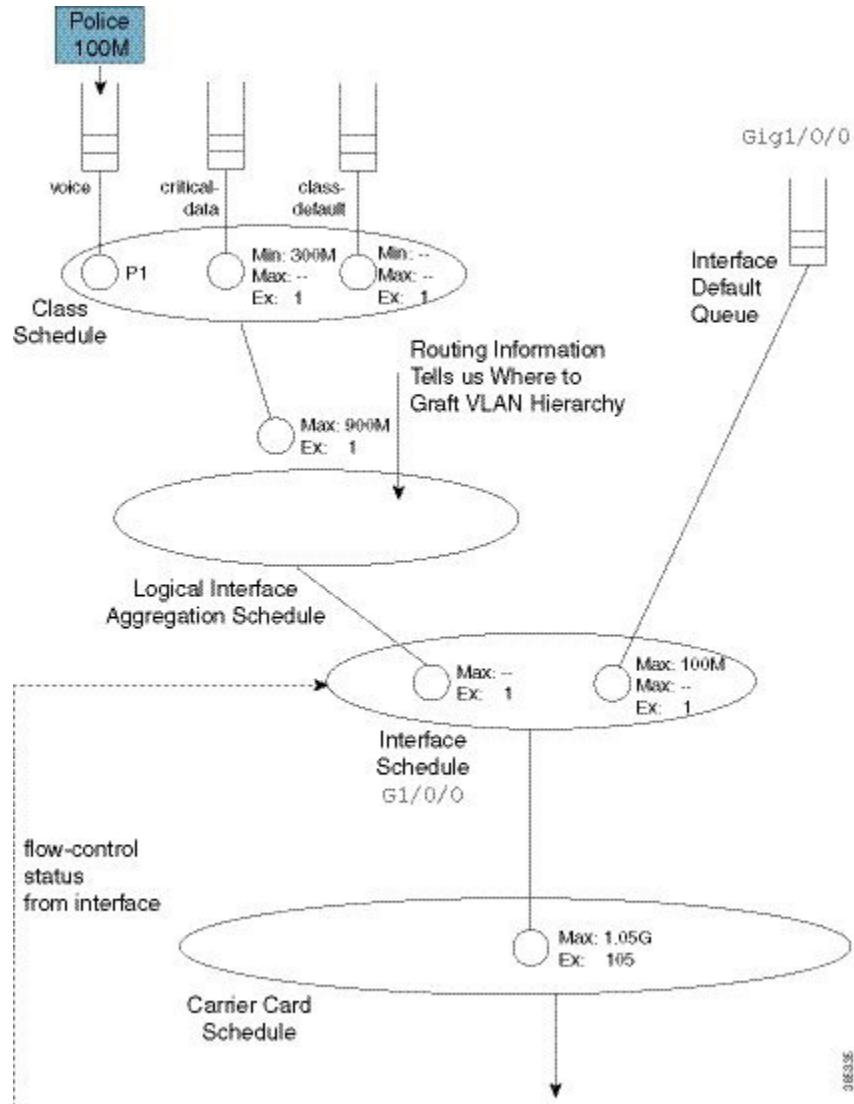 Police
100M
Gig1/0/0
voice
critical-
data
class-
default
P1
Min: 300M
Max: --
Ex: 1
Min: --
Max: --
Ex: 1
Class
Schedule
Interface
Default
Queue
Routing Information
Tells us Where to
Graft VLAN Hierarchy
Max: 900M
Ex: 1
Logical Interface
Aggregation Schedule
Max: --
Ex: 1
Max: 100M
Max: --
Ex: 1
Interface
Schedule
G1/0/0
flow-control
status
from interface
Max: 1.05G
Ex: 105
Carrier Card
Schedule